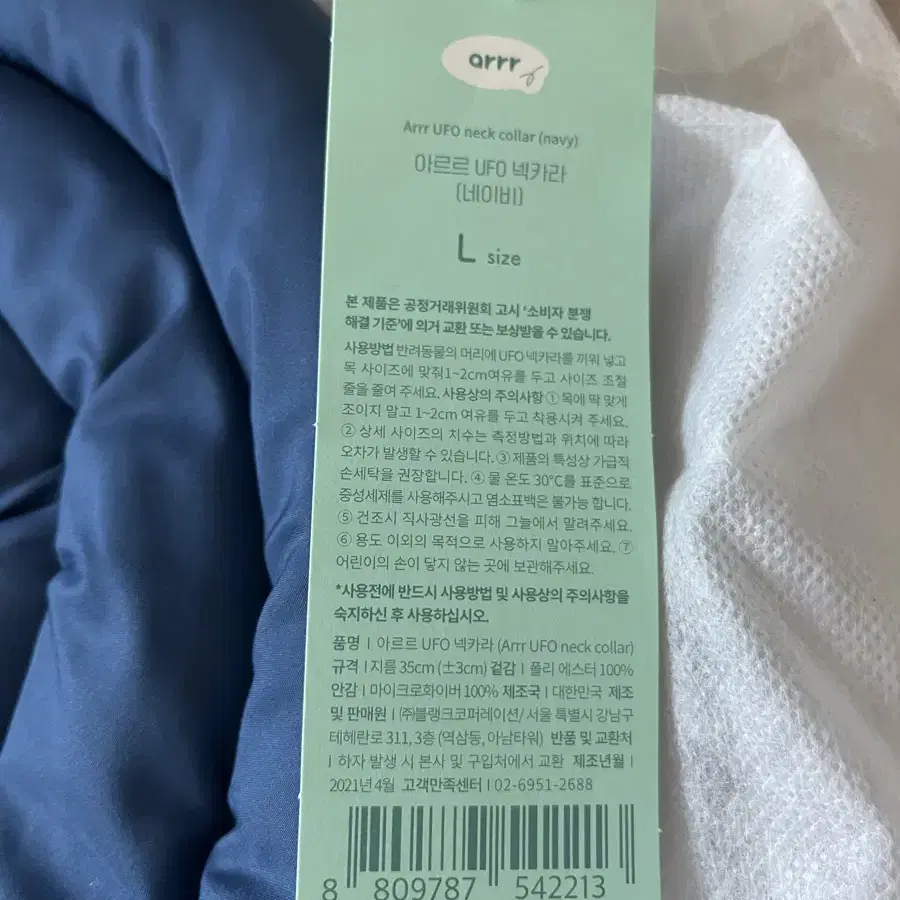 arrr
Arrr UFO neck collar (navy)
아르르 UFO 넥카라
(네이비)
L size
본 제품은 공정거래위원회 고시 '소비자 분쟁
해결 기준'에 의거 교환 또는 보상받을 수 있습니다.
사용방법 반려동물의 머리에 UFO 넥카라를 끼워 넣고
목 사이즈에 맞춰1~2cm여유를 두고 사이즈 조절
줄을 줄여 주세요. 사용상의 주의사항 ① 목에 딱 맞게
조이지 말고 1~2cm 여유를 두고 착용시켜 주세요.
② 상세 사이즈의 치수는 측정방법과 위치에 따라
오차가 발생할 수 있습니다. ③ 제품의 특성상 가급적
손세탁을 권장합니다. ④ 물 온도 30℃를 표준으로
중성세제를 사용해주시고 염소표백은 불가능 합니다.
⑤ 건조시 직사광선을 피해 그늘에서 말려주세요.
⑥ 용도 이외의 목적으로 사용하지 말아주세요. ⑦
어린이의 손이 닿지 않는 곳에 보관해주세요.
*사용전에 반드시 사용방법 및 사용상의 주의사항을
숙지하신 후 사용하십시오.
품명 | 아르르 UFO 넥카라 (Arrr UFO neck collar)
규격 | 지름 35cm (±3cm) 겉감 | 폴리 에스터 100%
안감 | 마이크로화이버 100% 제조국 | 대한민국 제조
및 판매원 | ㈜블랭크코퍼레이션/ 서울 특별시 강남구
테헤란로 311, 3층 (역삼동, 아남타워) 반품 및 교환처
| 하자 발생 시 본사 및 구입처에서 교환 제조년월 |
2021년 4월 고객만족센터 | 02-6951-2688
8 809787 542213